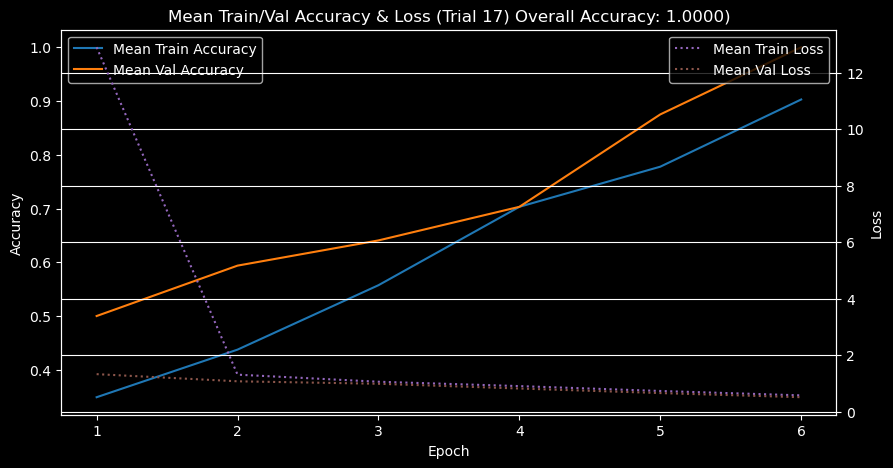 Mean Train/Val Accuracy & Loss (Trial 17) Overall Accuracy: 1.0000)
Mean Train Accuracy
Mean Val Accuracy
Mean Train Loss
Mean Val Loss
1.0
0.9
0.8
0.7
0.6
0.5
0.4
Accuracy
12
10
8
6
4
2
0
Loss
1 2 3 4 5 6
Epoch